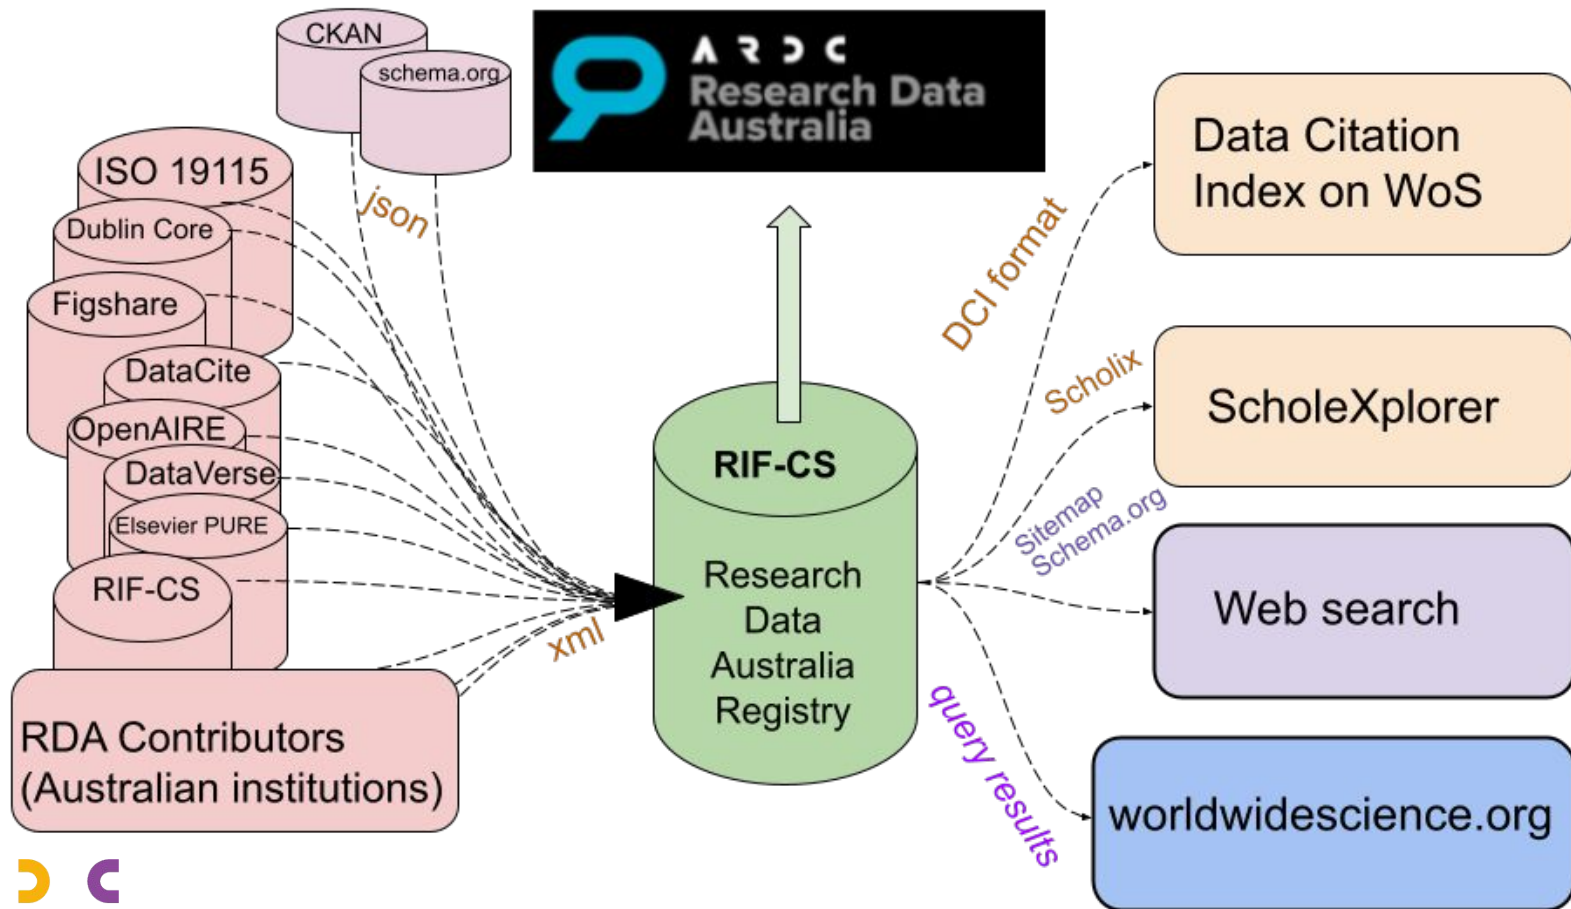 CKAN
schema.org
ARDC
Research Data
Australia
ISO 19115
json
Dublin Core
Figshare
DataCite
OpenAIRE
DataVerse
Elsevier PURE
RIF-CS
xml
RDA Contributors
(Australian institutions)
RIF-CS
Research
Data
Australia
Registry
DCI format
Data Citation
Index on WoS
Scholix
ScholeXplorer
Sitemap
Schema.org
Web search
query results
worldwidescience.org